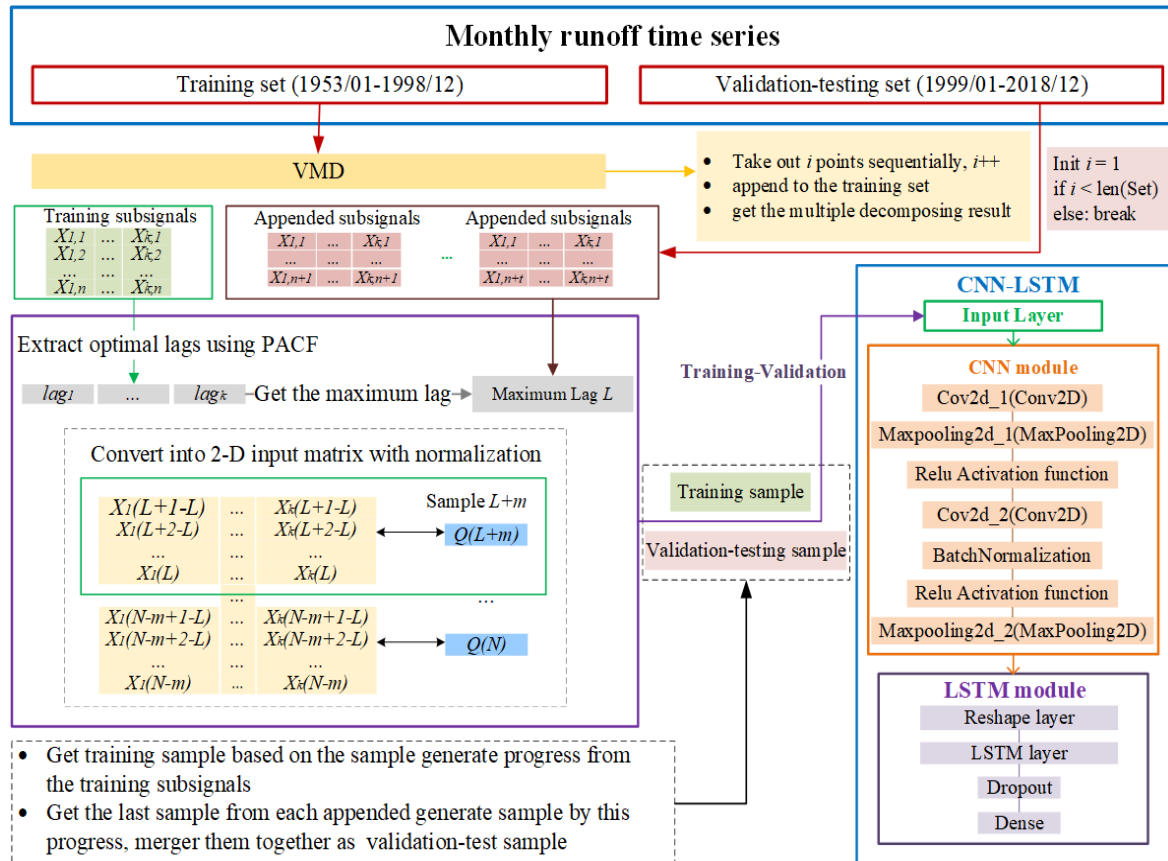 Monthly runoff time series
Training set (1953/01-1998/12)
Validation-testing set (1999/01-2018/12)
VMD
• Take out i points sequentially, i++
• append to the training set
• get the multiple decomposing result
Init i = 1
if i < len(Set)
else: break
Training subsignals
X1,1 ... Xk,1
X1,2 ... Xk,2
... ... ...
X1,n ... Xk,n
Appended subsignals
X1,1 ... Xk,1
... ... ...
X1,n+1 ... Xk,n+1
...
Appended subsignals
X1,1 ... Xk,1
... ... ...
X1,n+t ... Xk,n+t
Extract optimal lags using PACF
lag1 ... lagk
Get the maximum lag
Maximum Lag L
Convert into 2-D input matrix with normalization
X1(L+1-L) ... Xk(L+1-L)
X1(L+2-L) ... Xk(L+2-L)
... ... ...
X1(L) ... Xk(L)
Sample L+m
Q(L+m)
...
...
X1(N-m+1-L) ... Xk(N-m+1-L)
X1(N-m+2-L) ... Xk(N-m+2-L)
... ... ...
X1(N-m) ... Xk(N-m)
Q(N)
• Get training sample based on the sample generate progress from
the training subsignals
• Get the last sample from each appended generate sample by this
progress, merger them together as validation-test sample
Training sample
Validation-testing sample
Training-Validation
CNN-LSTM
Input Layer
CNN module
Cov2d_1(Conv2D)
Maxpooling2d_1(MaxPooling2D)
Relu Activation function
Cov2d_2(Conv2D)
BatchNormalization
Relu Activation function
Maxpooling2d_2(MaxPooling2D)
LSTM module
Reshape layer
LSTM layer
Dropout
Dense